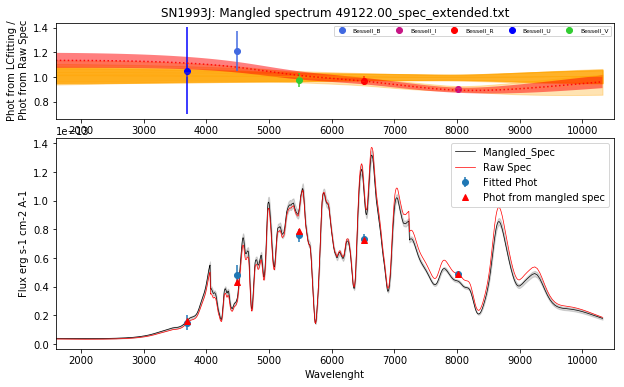 SN1993J: Mangled spectrum 49122.00_spec_extended.txt
Phot from LCfitting /
Phot from Raw Spec
1.4
1.2
1.0
0.8
Bessell_B
Bessell_I
Bessell_R
Bessell_U
Bessell_V
2000 3000 4000 5000 6000 7000 8000 9000 10000
1e−13
Flux erg s-1 cm-2 A-1
1.4
1.2
1.0
0.8
0.6
0.4
0.2
0.0
Mangled_Spec
Raw Spec
Fitted Phot
Phot from mangled spec
2000 3000 4000 5000 6000 7000 8000 9000 10000
Wavelenght